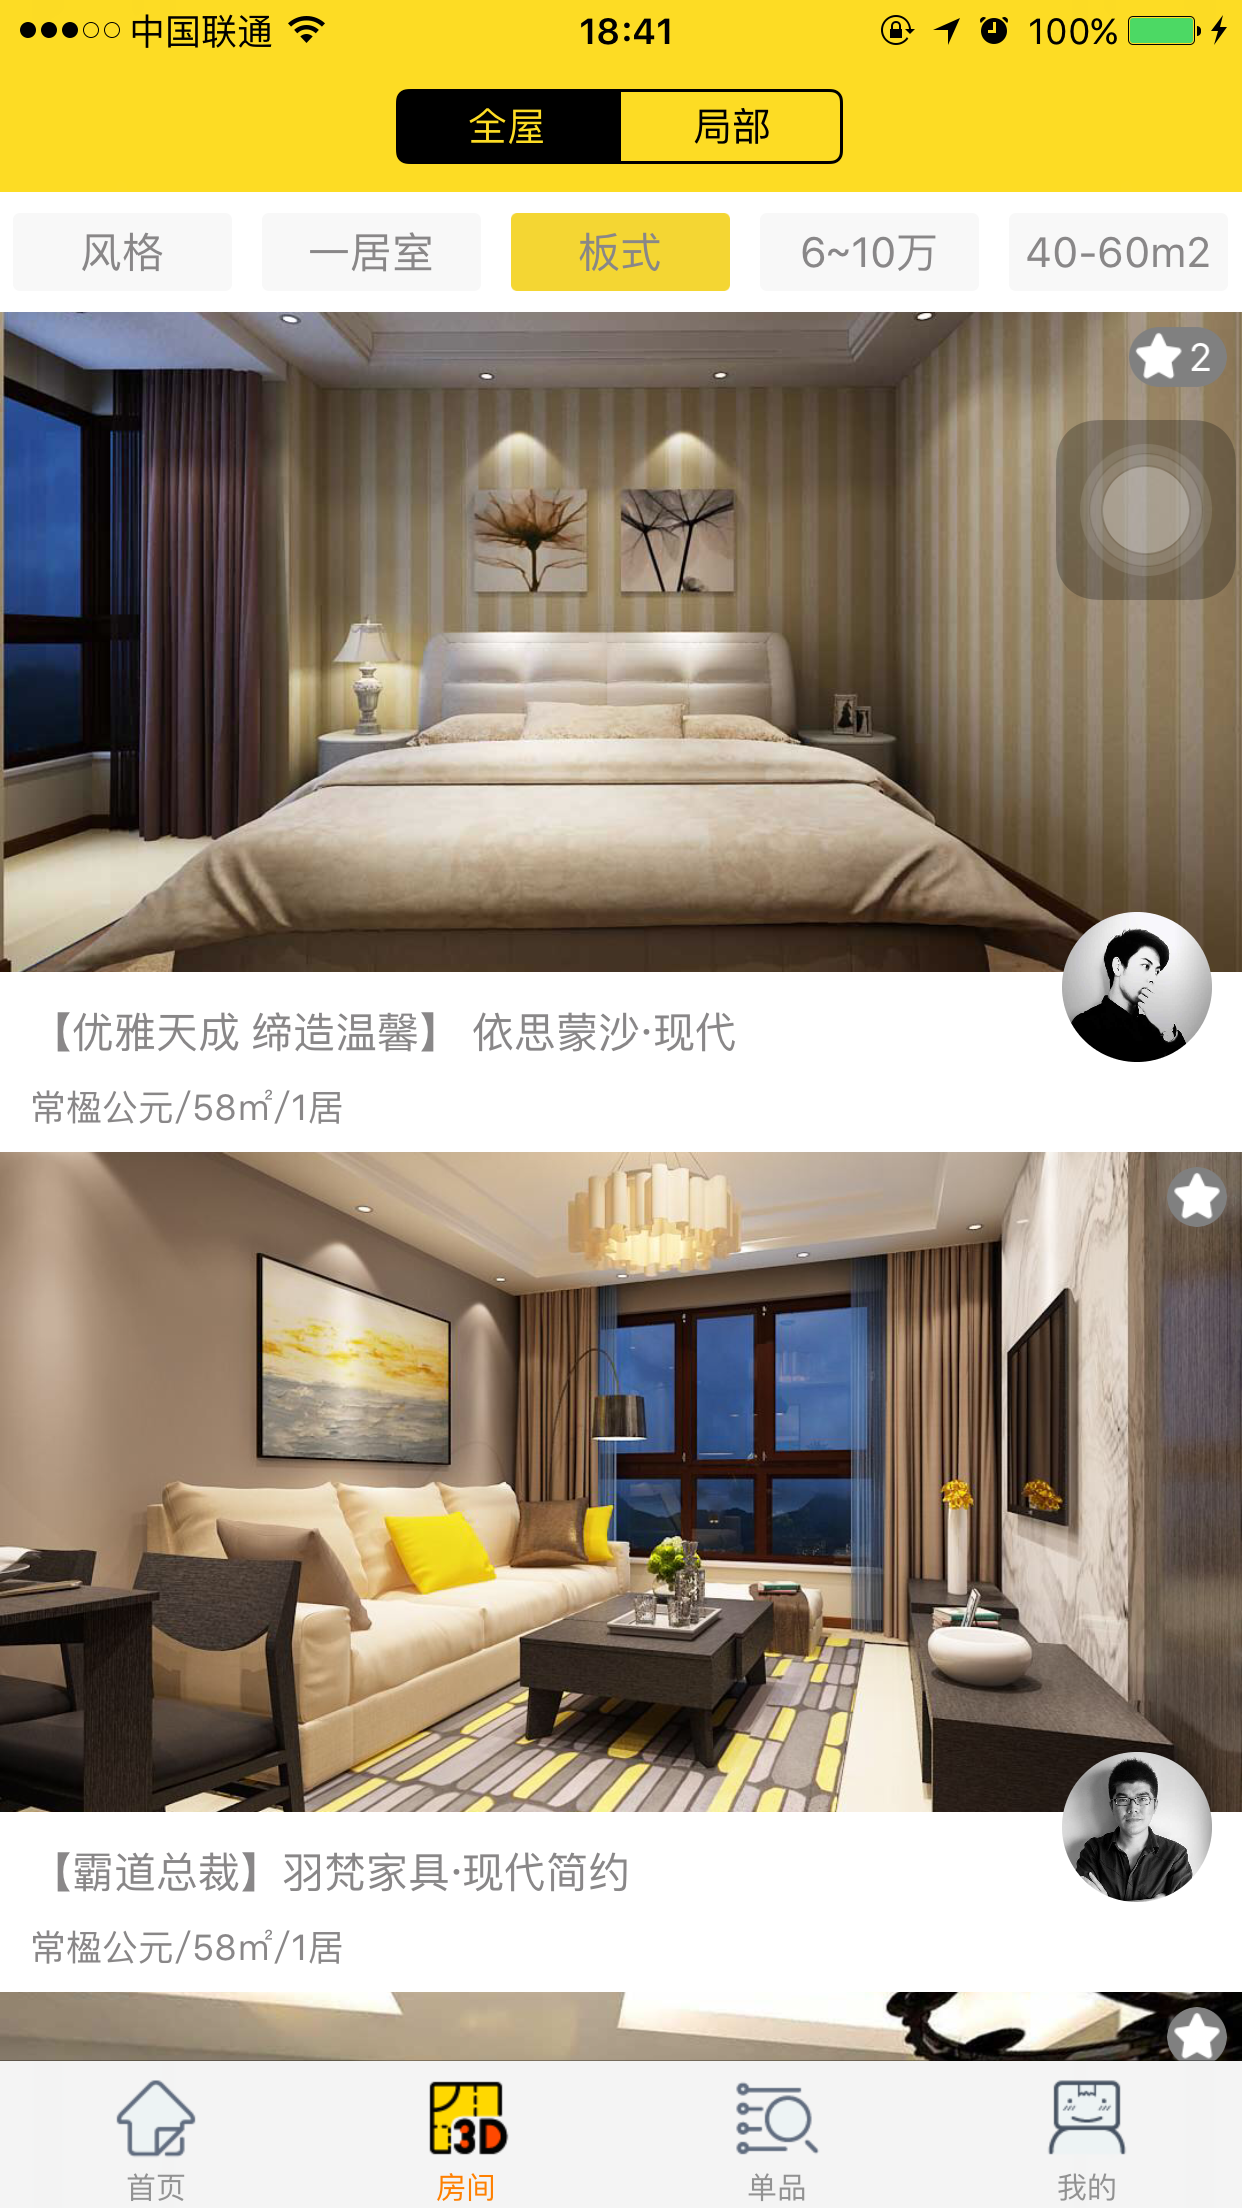 中国联通 18:41 100%
全屋 局部
风格 一居室 板式 6~10万 40-60m2
2
【优雅天成 缔造温馨】 依思蒙沙·现代
常楹公元/58㎡/1居
【霸道总裁】羽梵家具·现代简约
常楹公元/58㎡/1居
3D
首页 房间 单品 我的